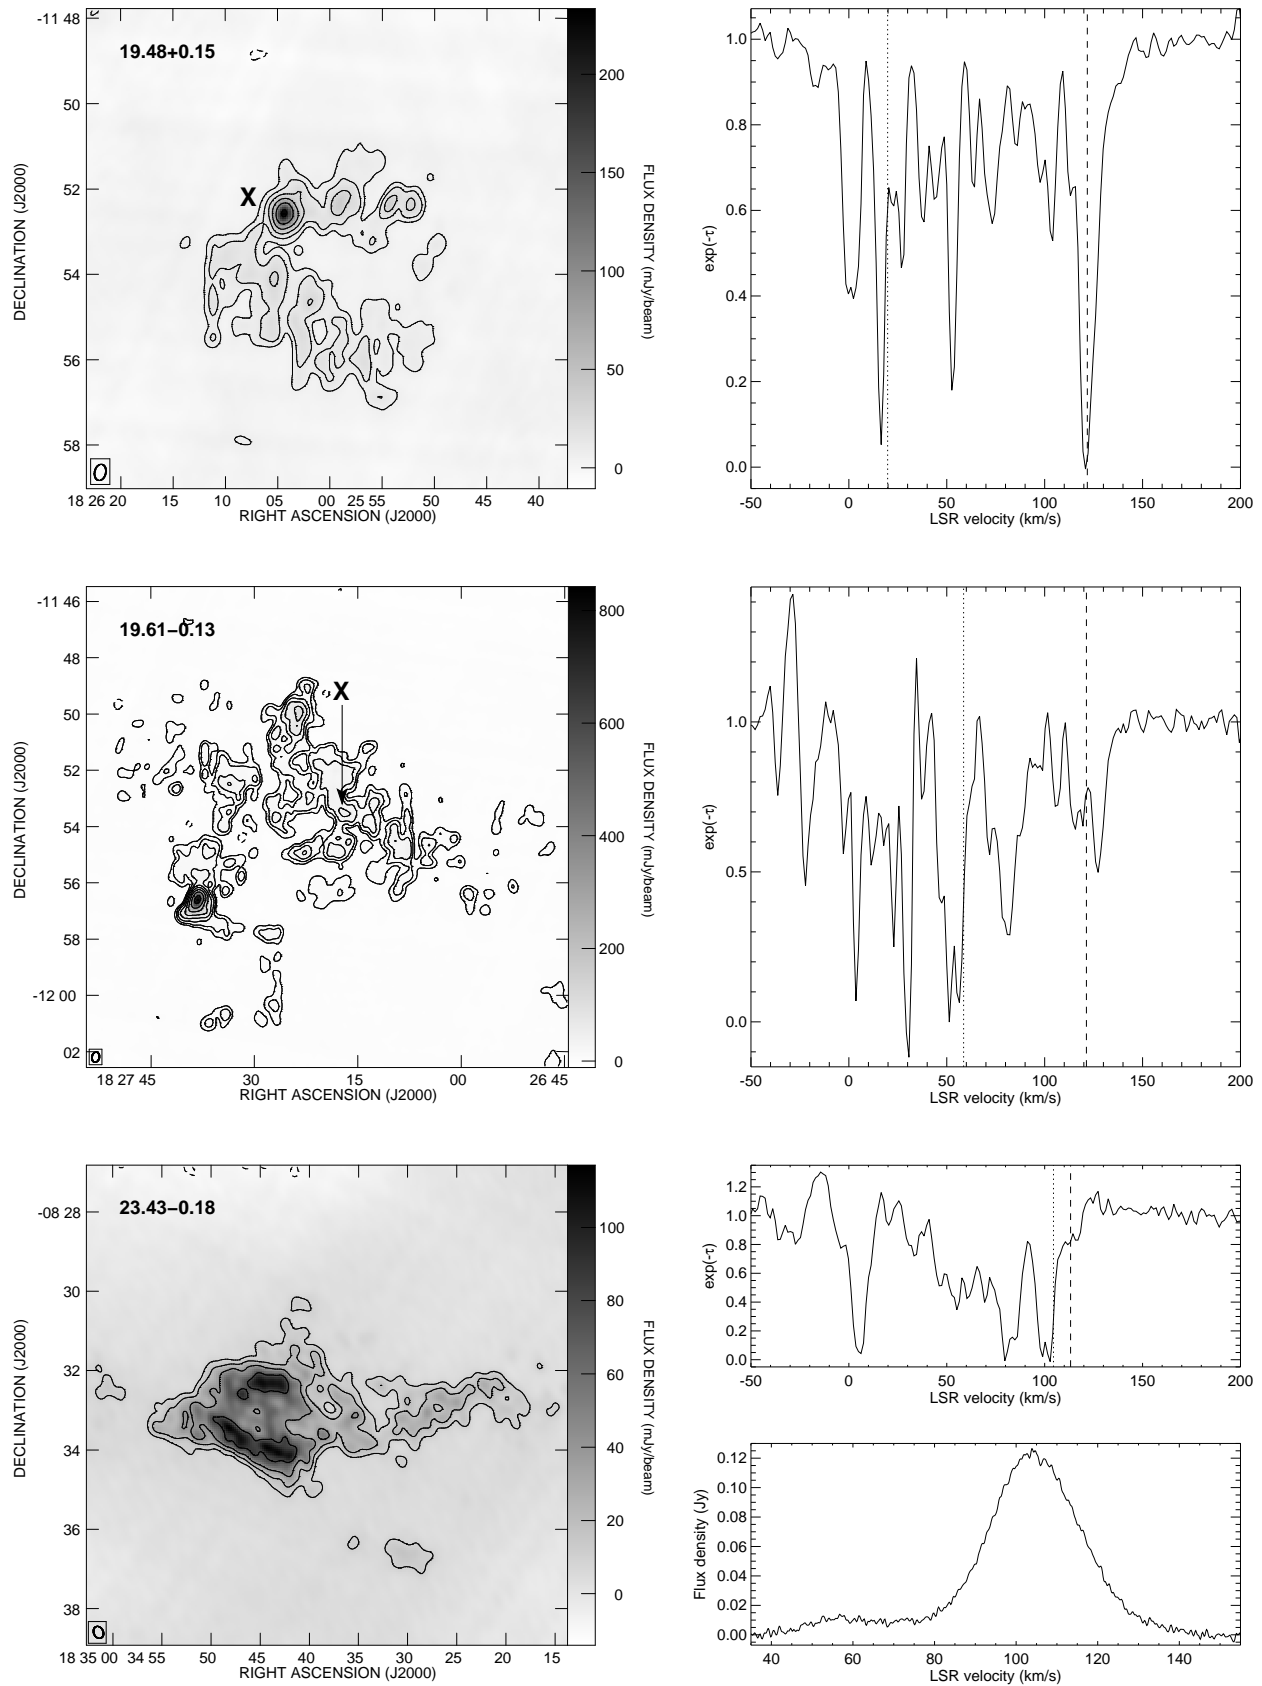 19.48+0.15
-11 48
50
52
54
56
58
DECLINATION (J2000)
X
18 26 20 15 10 05 00 25 55 50 45 40
RIGHT ASCENSION (J2000)
200
150
100
50
0
FLUX DENSITY (mJy/beam)
1.0
0.8
0.6
0.4
0.2
0.0
exp(-τ)
-50 0 50 100 150 200
LSR velocity (km/s)
19.61−0.13
-11 46
48
50
52
54
56
58
-12 00
02
DECLINATION (J2000)
X
18 27 45 30 15 00 26 45
RIGHT ASCENSION (J2000)
800
600
400
200
0
FLUX DENSITY (mJy/beam)
1.0
0.5
0.0
exp(-τ)
-50 0 50 100 150 200
LSR velocity (km/s)
23.43−0.18
-08 28
30
32
34
36
38
DECLINATION (J2000)
18 35 00 34 55 50 45 40 35 30 25 20 15
RIGHT ASCENSION (J2000)
100
80
60
40
20
0
FLUX DENSITY (mJy/beam)
1.2
1.0
0.8
0.6
0.4
0.2
0.0
exp(-τ)
-50 0 50 100 150 200
LSR velocity (km/s)
0.12
0.10
0.08
0.06
0.04
0.02
0.00
Flux density (Jy)
40 60 80 100 120 140
LSR velocity (km/s)